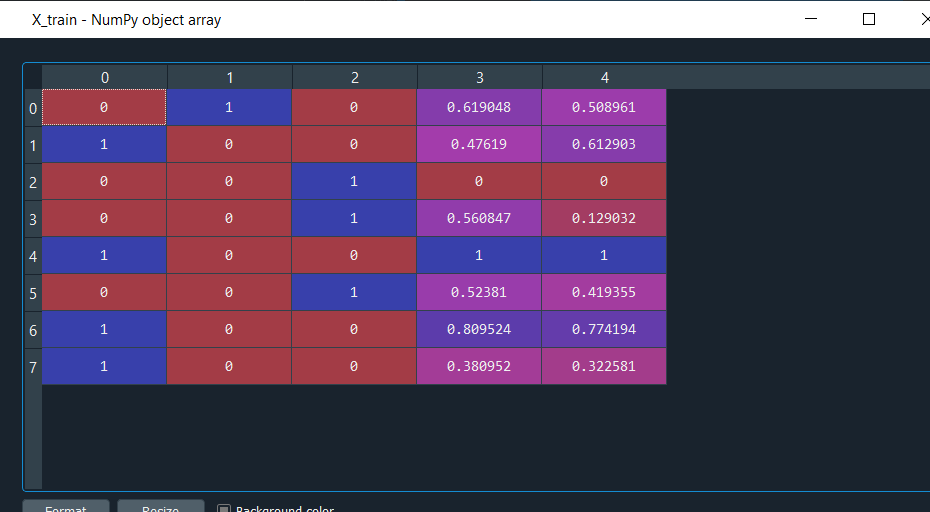 X_train - NumPy object array
0 1 2 3 4
0 0 1 0 0.619048 0.508961
1 1 0 0 0.47619 0.612903
2 0 0 1 0 0
3 0 0 1 0.560847 0.129032
4 1 0 0 1 1
5 0 0 1 0.52381 0.419355
6 1 0 0 0.809524 0.774194
7 1 0 0 0.380952 0.322581
Format Resize Background color